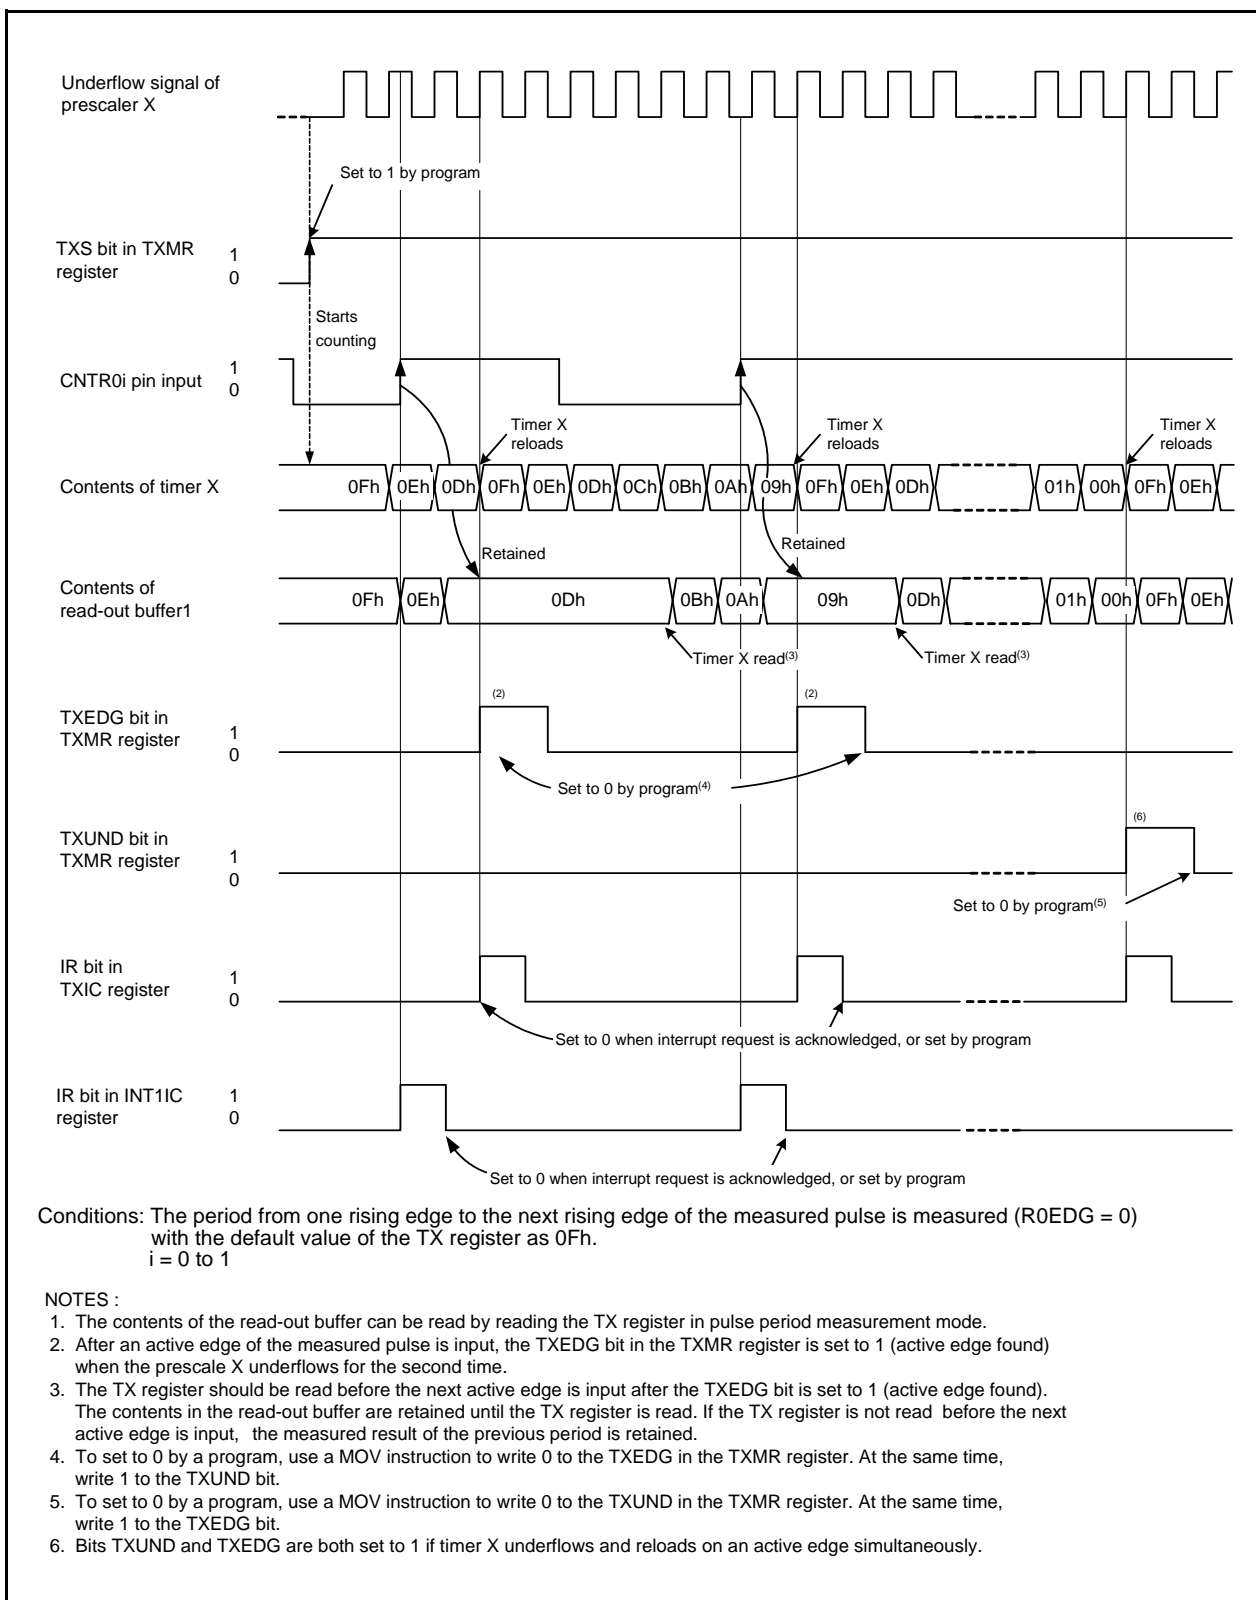 Underflow signal of
prescaler X
Set to 1 by program
TXS bit in TXMR
register
1
0
Starts
counting
CNTR0i pin input
1
0
Timer X
reloads
Timer X
reloads
Timer X
reloads
Contents of timer X
0Fh 0Eh 0Dh 0Fh 0Eh 0Dh 0Ch 0Bh 0Ah 09h 0Fh 0Eh 0Dh 01h 00h 0Fh 0Eh
Retained
Retained
Contents of
read-out buffer1
0Fh 0Eh 0Dh 0Bh 0Ah 09h 0Dh 01h 00h 0Fh 0Eh
Timer X read(3)
Timer X read(3)
(2)
(2)
TXEDG bit in
TXMR register
1
0
Set to 0 by program(4)
(6)
TXUND bit in
TXMR register
1
0
Set to 0 by program(5)
IR bit in
TXIC register
1
0
Set to 0 when interrupt request is acknowledged, or set by program
IR bit in INT1IC
register
1
0
Set to 0 when interrupt request is acknowledged, or set by program
Conditions: The period from one rising edge to the next rising edge of the measured pulse is measured (R0EDG = 0)
with the default value of the TX register as 0Fh.
i = 0 to 1
NOTES :
1. The contents of the read-out buffer can be read by reading the TX register in pulse period measurement mode.
2. After an active edge of the measured pulse is input, the TXEDG bit in the TXMR register is set to 1 (active edge found)
when the prescale X underflows for the second time.
3. The TX register should be read before the next active edge is input after the TXEDG bit is set to 1 (active edge found).
The contents in the read-out buffer are retained until the TX register is read. If the TX register is not read before the next
active edge is input, the measured result of the previous period is retained.
4. To set to 0 by a program, use a MOV instruction to write 0 to the TXEDG in the TXMR register. At the same time,
write 1 to the TXUND bit.
5. To set to 0 by a program, use a MOV instruction to write 0 to the TXUND in the TXMR register. At the same time,
write 1 to the TXEDG bit.
6. Bits TXUND and TXEDG are both set to 1 if timer X underflows and reloads on an active edge simultaneously.